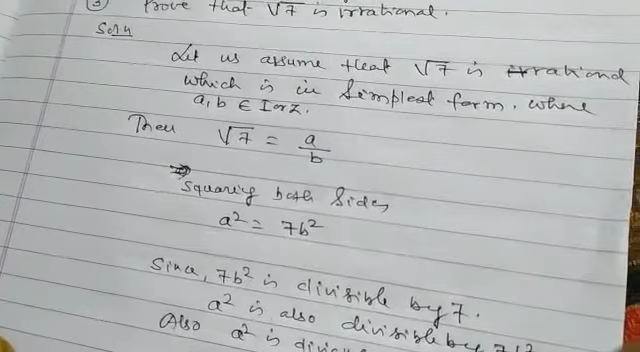 ③ Prove that √7 is irrational.
Soln
Let us assume that √7 is rational
which is in simplest form. where
a, b ∈ I or Z.
Then √7 = a/b
Squaring both sides
a² = 7b²
Since, 7b² is divisible by 7.
a² is also divisible by 7
Also a² is